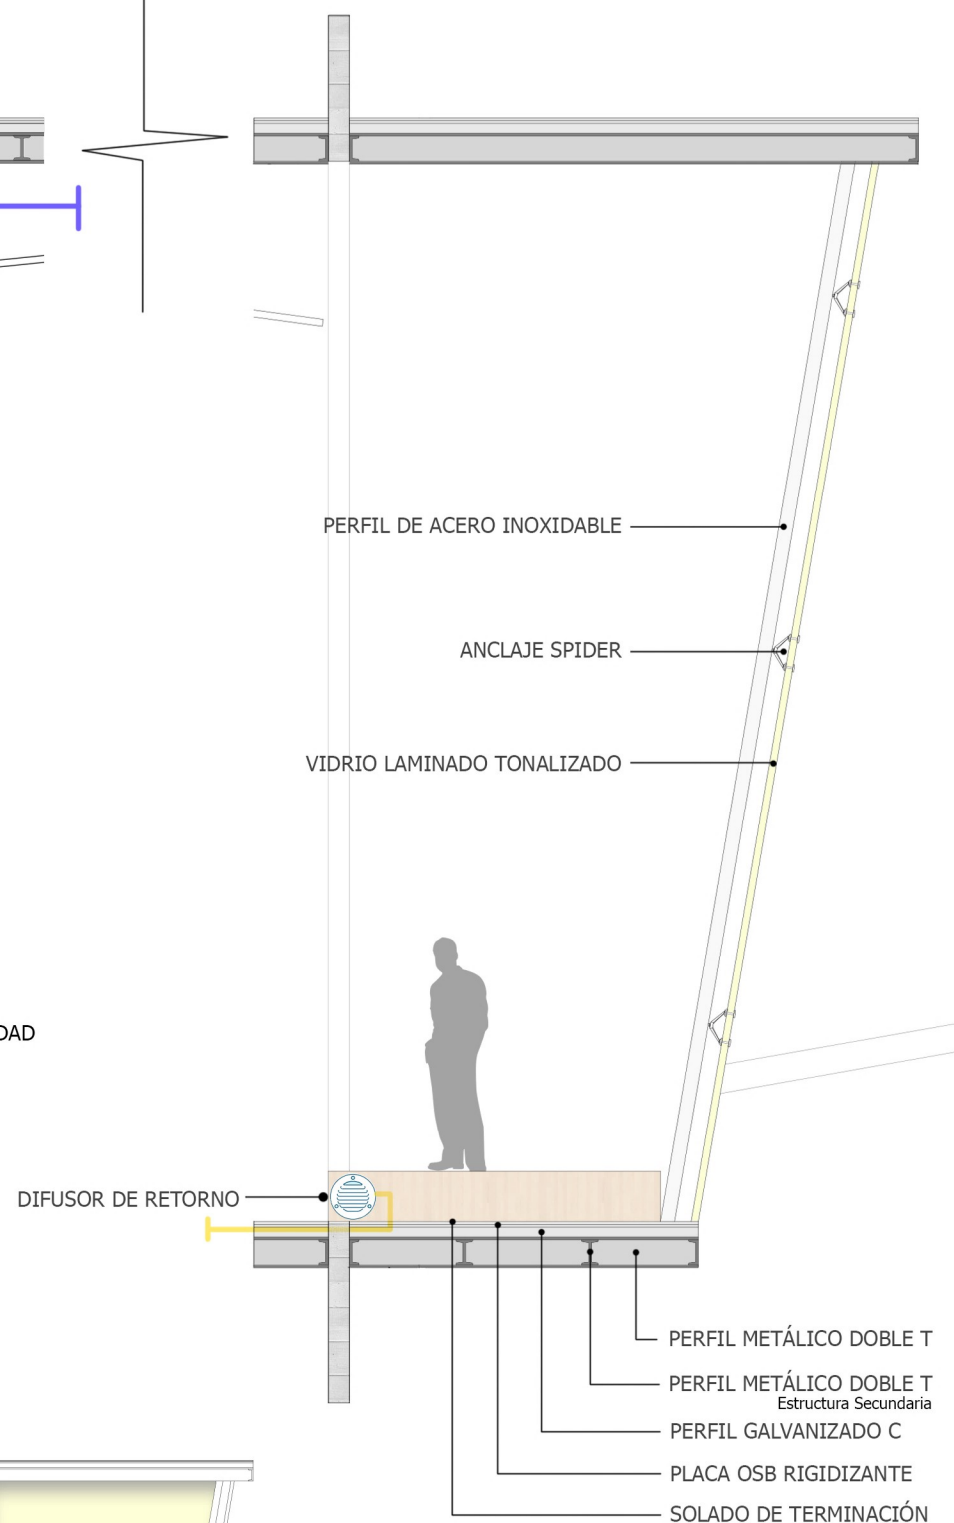 PERFIL DE ACERO INOXIDABLE
ANCLAJE SPIDER
VIDRIO LAMINADO TONALIZADO
DAD
DIFUSOR DE RETORNO
PERFIL METÁLICO DOBLE T
PERFIL METÁLICO DOBLE T
Estructura Secundaria
PERFIL GALVANIZADO C
PLACA OSB RIGIDIZANTE
SOLADO DE TERMINACIÓN